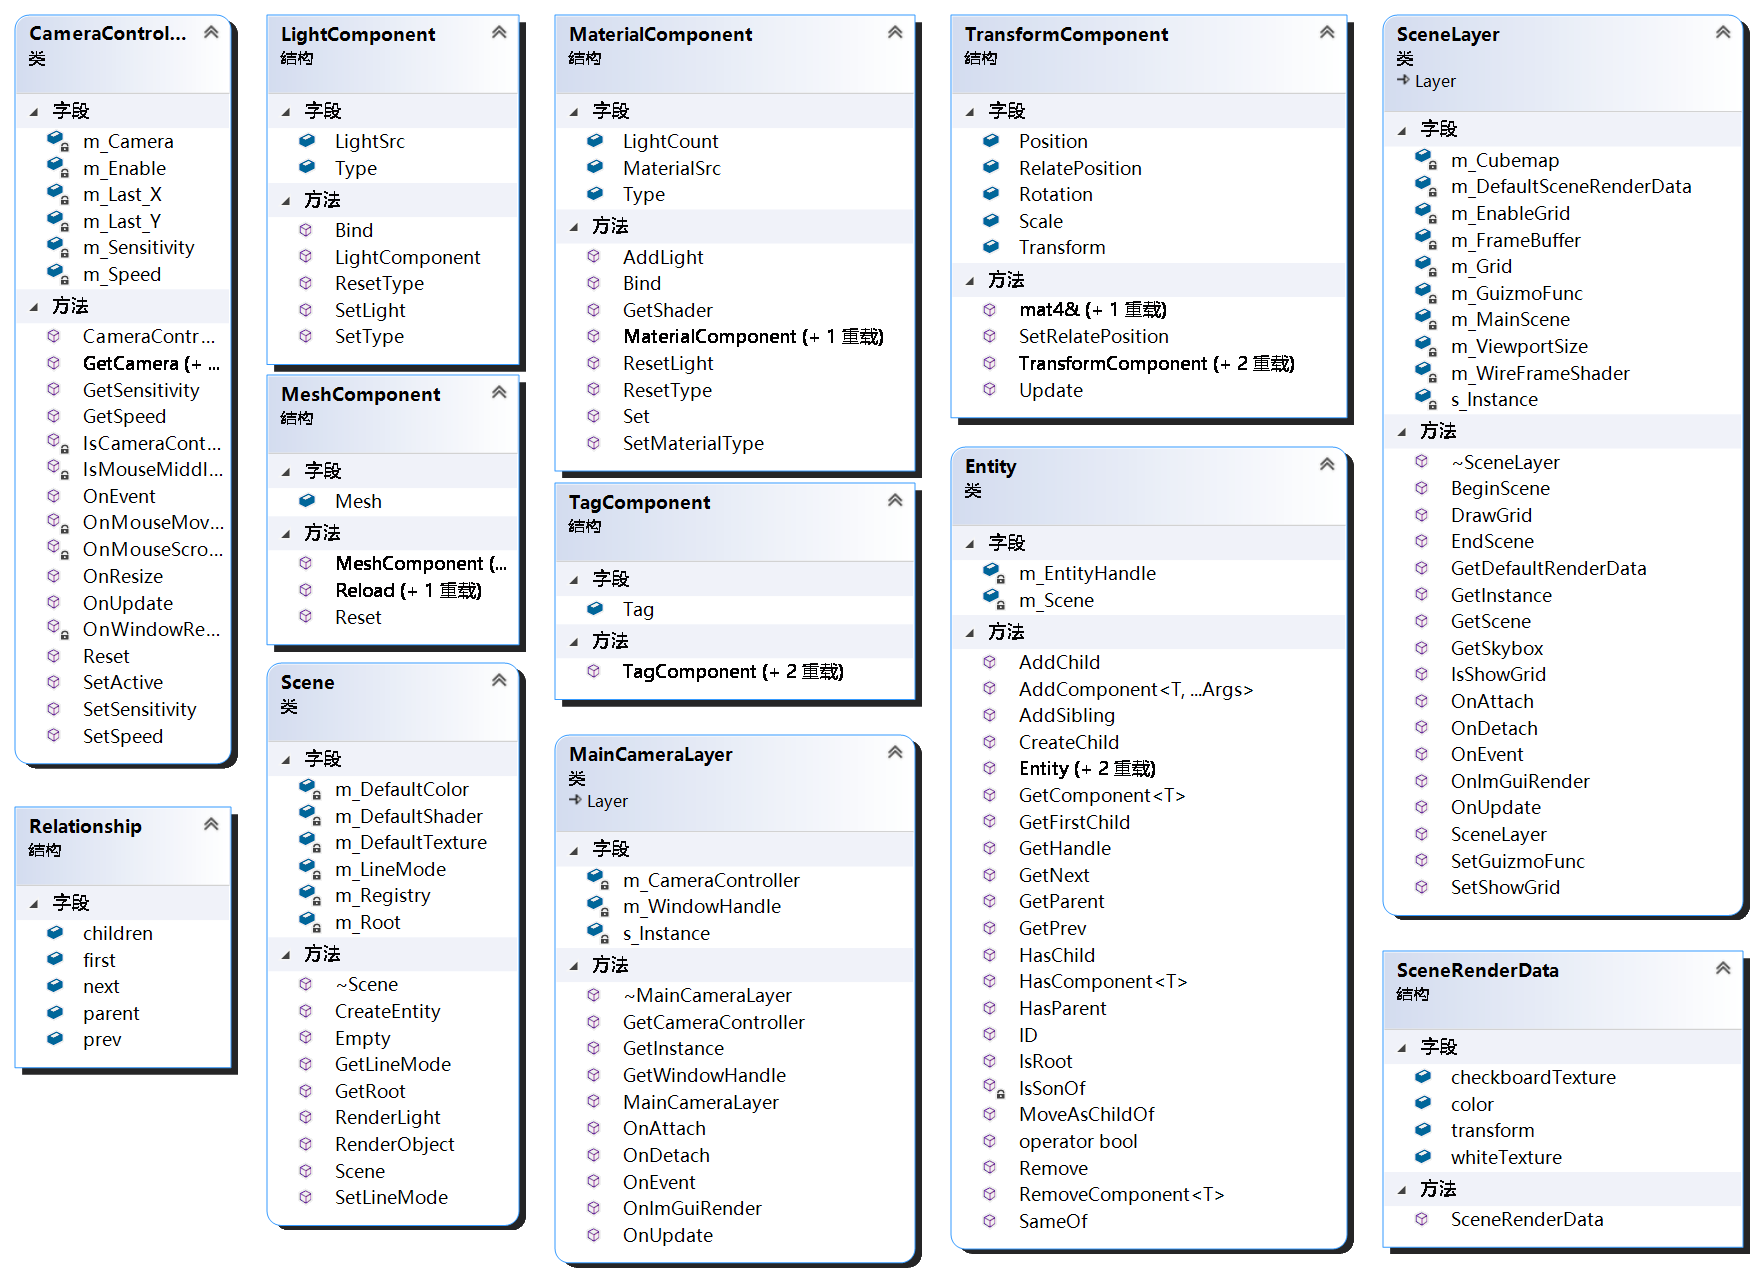 CameraControl...
类
字段
m_Camera
m_Enable
m_Last_X
m_Last_Y
m_Sensitivity
m_Speed
方法
CameraContr...
GetCamera (+ ...
GetSensitivity
GetSpeed
IsCameraCont...
IsMouseMiddl...
OnEvent
OnMouseMov...
OnMouseScro...
OnResize
OnUpdate
OnWindowRe...
Reset
SetActive
SetSensitivity
SetSpeed
Relationship
结构
字段
children
first
next
parent
prev
LightComponent
结构
字段
LightSrc
Type
方法
Bind
LightComponent
ResetType
SetLight
SetType
MeshComponent
结构
字段
Mesh
方法
MeshComponent (...
Reload (+ 1 重载)
Reset
Scene
类
字段
m_DefaultColor
m_DefaultShader
m_DefaultTexture
m_LineMode
m_Registry
m_Root
方法
~Scene
CreateEntity
Empty
GetLineMode
GetRoot
RenderLight
RenderObject
Scene
SetLineMode
MaterialComponent
结构
字段
LightCount
MaterialSrc
Type
方法
AddLight
Bind
GetShader
MaterialComponent (+ 1 重载)
ResetLight
ResetType
Set
SetMaterialType
TagComponent
结构
字段
Tag
方法
TagComponent (+ 2 重载)
MainCameraLayer
类
Layer
字段
m_CameraController
m_WindowHandle
s_Instance
方法
~MainCameraLayer
GetCameraController
GetInstance
GetWindowHandle
MainCameraLayer
OnAttach
OnDetach
OnEvent
OnImGuiRender
OnUpdate
TransformComponent
结构
字段
Position
RelatePosition
Rotation
Scale
Transform
方法
mat4& (+ 1 重载)
SetRelatePosition
TransformComponent (+ 2 重载)
Update
Entity
类
字段
m_EntityHandle
m_Scene
方法
AddChild
AddComponent<T, ...Args>
AddSibling
CreateChild
Entity (+ 2 重载)
GetComponent<T>
GetFirstChild
GetHandle
GetNext
GetParent
GetPrev
HasChild
HasComponent<T>
HasParent
ID
IsRoot
IsSonOf
MoveAsChildOf
operator bool
Remove
RemoveComponent<T>
SameOf
SceneLayer
类
Layer
字段
m_Cubemap
m_DefaultSceneRenderData
m_EnableGrid
m_FrameBuffer
m_Grid
m_GuizmoFunc
m_MainScene
m_ViewportSize
m_WireFrameShader
s_Instance
方法
~SceneLayer
BeginScene
DrawGrid
EndScene
GetDefaultRenderData
GetInstance
GetScene
GetSkybox
IsShowGrid
OnAttach
OnDetach
OnEvent
OnImGuiRender
OnUpdate
SceneLayer
SetGuizmoFunc
SetShowGrid
SceneRenderData
结构
字段
checkboardTexture
color
transform
whiteTexture
方法
SceneRenderData